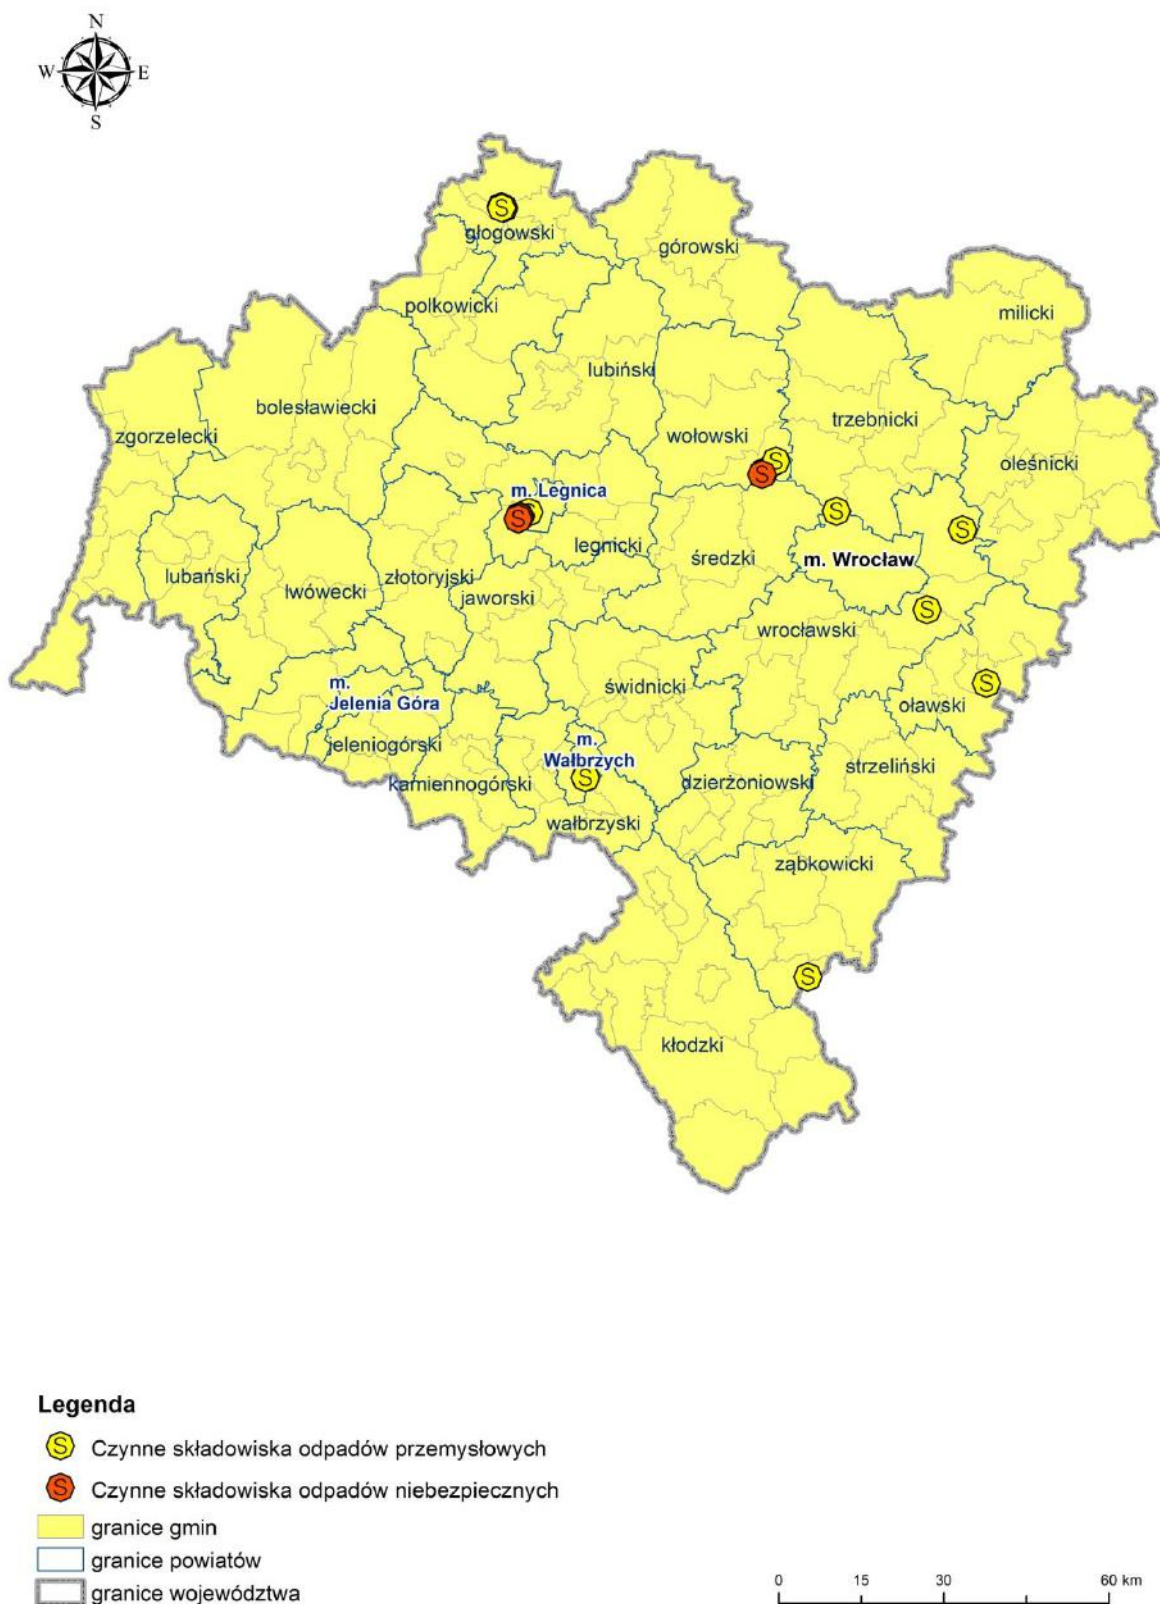 N
W E
S
S
głogowski
górowski
polkowicki
milicki
lubiński
bolesławiecki
trzebnicki
zgorzelecki
wołowski
oleśnicki
S
S
m. Legnica
S
S
S
S
legnicki
średzki
m. Wrocław
lubański
złotoryjski
lwówecki
jaworski
S
wrocławski
m.
Jelenia Góra
świdnicki
S
oławski
jeleniogórski
m.
Wałbrzych
strzeliński
kamiennogórski
S
dzierżoniowski
wałbrzyski
ząbkowicki
S
kłodzki
Legenda
S Czynne składowiska odpadów przemysłowych
S Czynne składowiska odpadów niebezpiecznych
granice gmin
granice powiatów
granice województwa
0 15 30 60 km